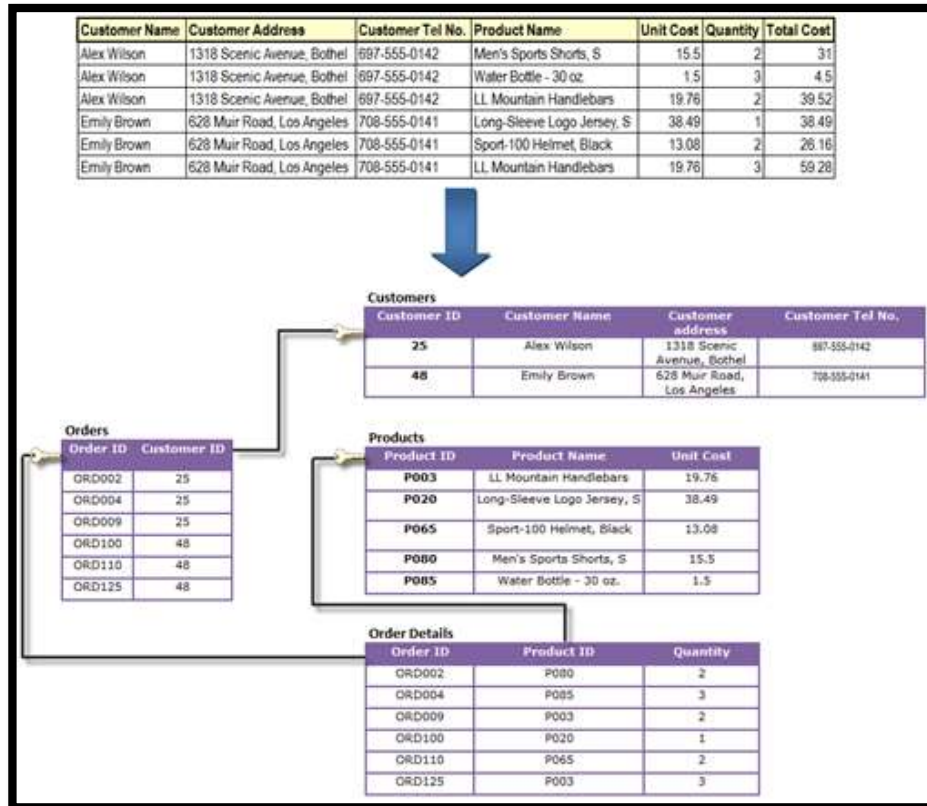 Customer Name Customer Address Customer Tel No. Product Name Unit Cost Quantity Total Cost
Alex Wilson 1318 Scenic Avenue, Bothel 697-555-0142 Men's Sports Shorts, S 15.5 2 31
Alex Wilson 1318 Scenic Avenue, Bothel 697-555-0142 Water Bottle - 30 oz. 1.5 3 4.5
Alex Wilson 1318 Scenic Avenue, Bothel 697-555-0142 LL Mountain Handlebars 19.76 2 39.52
Emily Brown 628 Muir Road, Los Angeles 708-555-0141 Long-Sleeve Logo Jersey, S 38.49 1 38.49
Emily Brown 628 Muir Road, Los Angeles 708-555-0141 Sport-100 Helmet, Black 13.08 2 26.16
Emily Brown 628 Muir Road, Los Angeles 708-555-0141 LL Mountain Handlebars 19.76 3 59.28
Customers
Customer ID Customer Name Customer address Customer Tel No.
25 Alex Wilson 1318 Scenic Avenue, Bothel 697-555-0142
48 Emily Brown 628 Muir Road, Los Angeles 708-555-0141
Orders
Order ID Customer ID
ORD002 25
ORD004 25
ORD009 25
ORD100 48
ORD110 48
ORD125 48
Products
Product ID Product Name Unit Cost
P003 LL Mountain Handlebars 19.76
P020 Long-Sleeve Logo Jersey, S 38.49
P065 Sport-100 Helmet, Black 13.08
P080 Men's Sports Shorts, S 15.5
P085 Water Bottle - 30 oz. 1.5
Order Details
Order ID Product ID Quantity
ORD002 P080 2
ORD004 P085 3
ORD009 P003 2
ORD100 P020 1
ORD110 P065 2
ORD125 P003 3